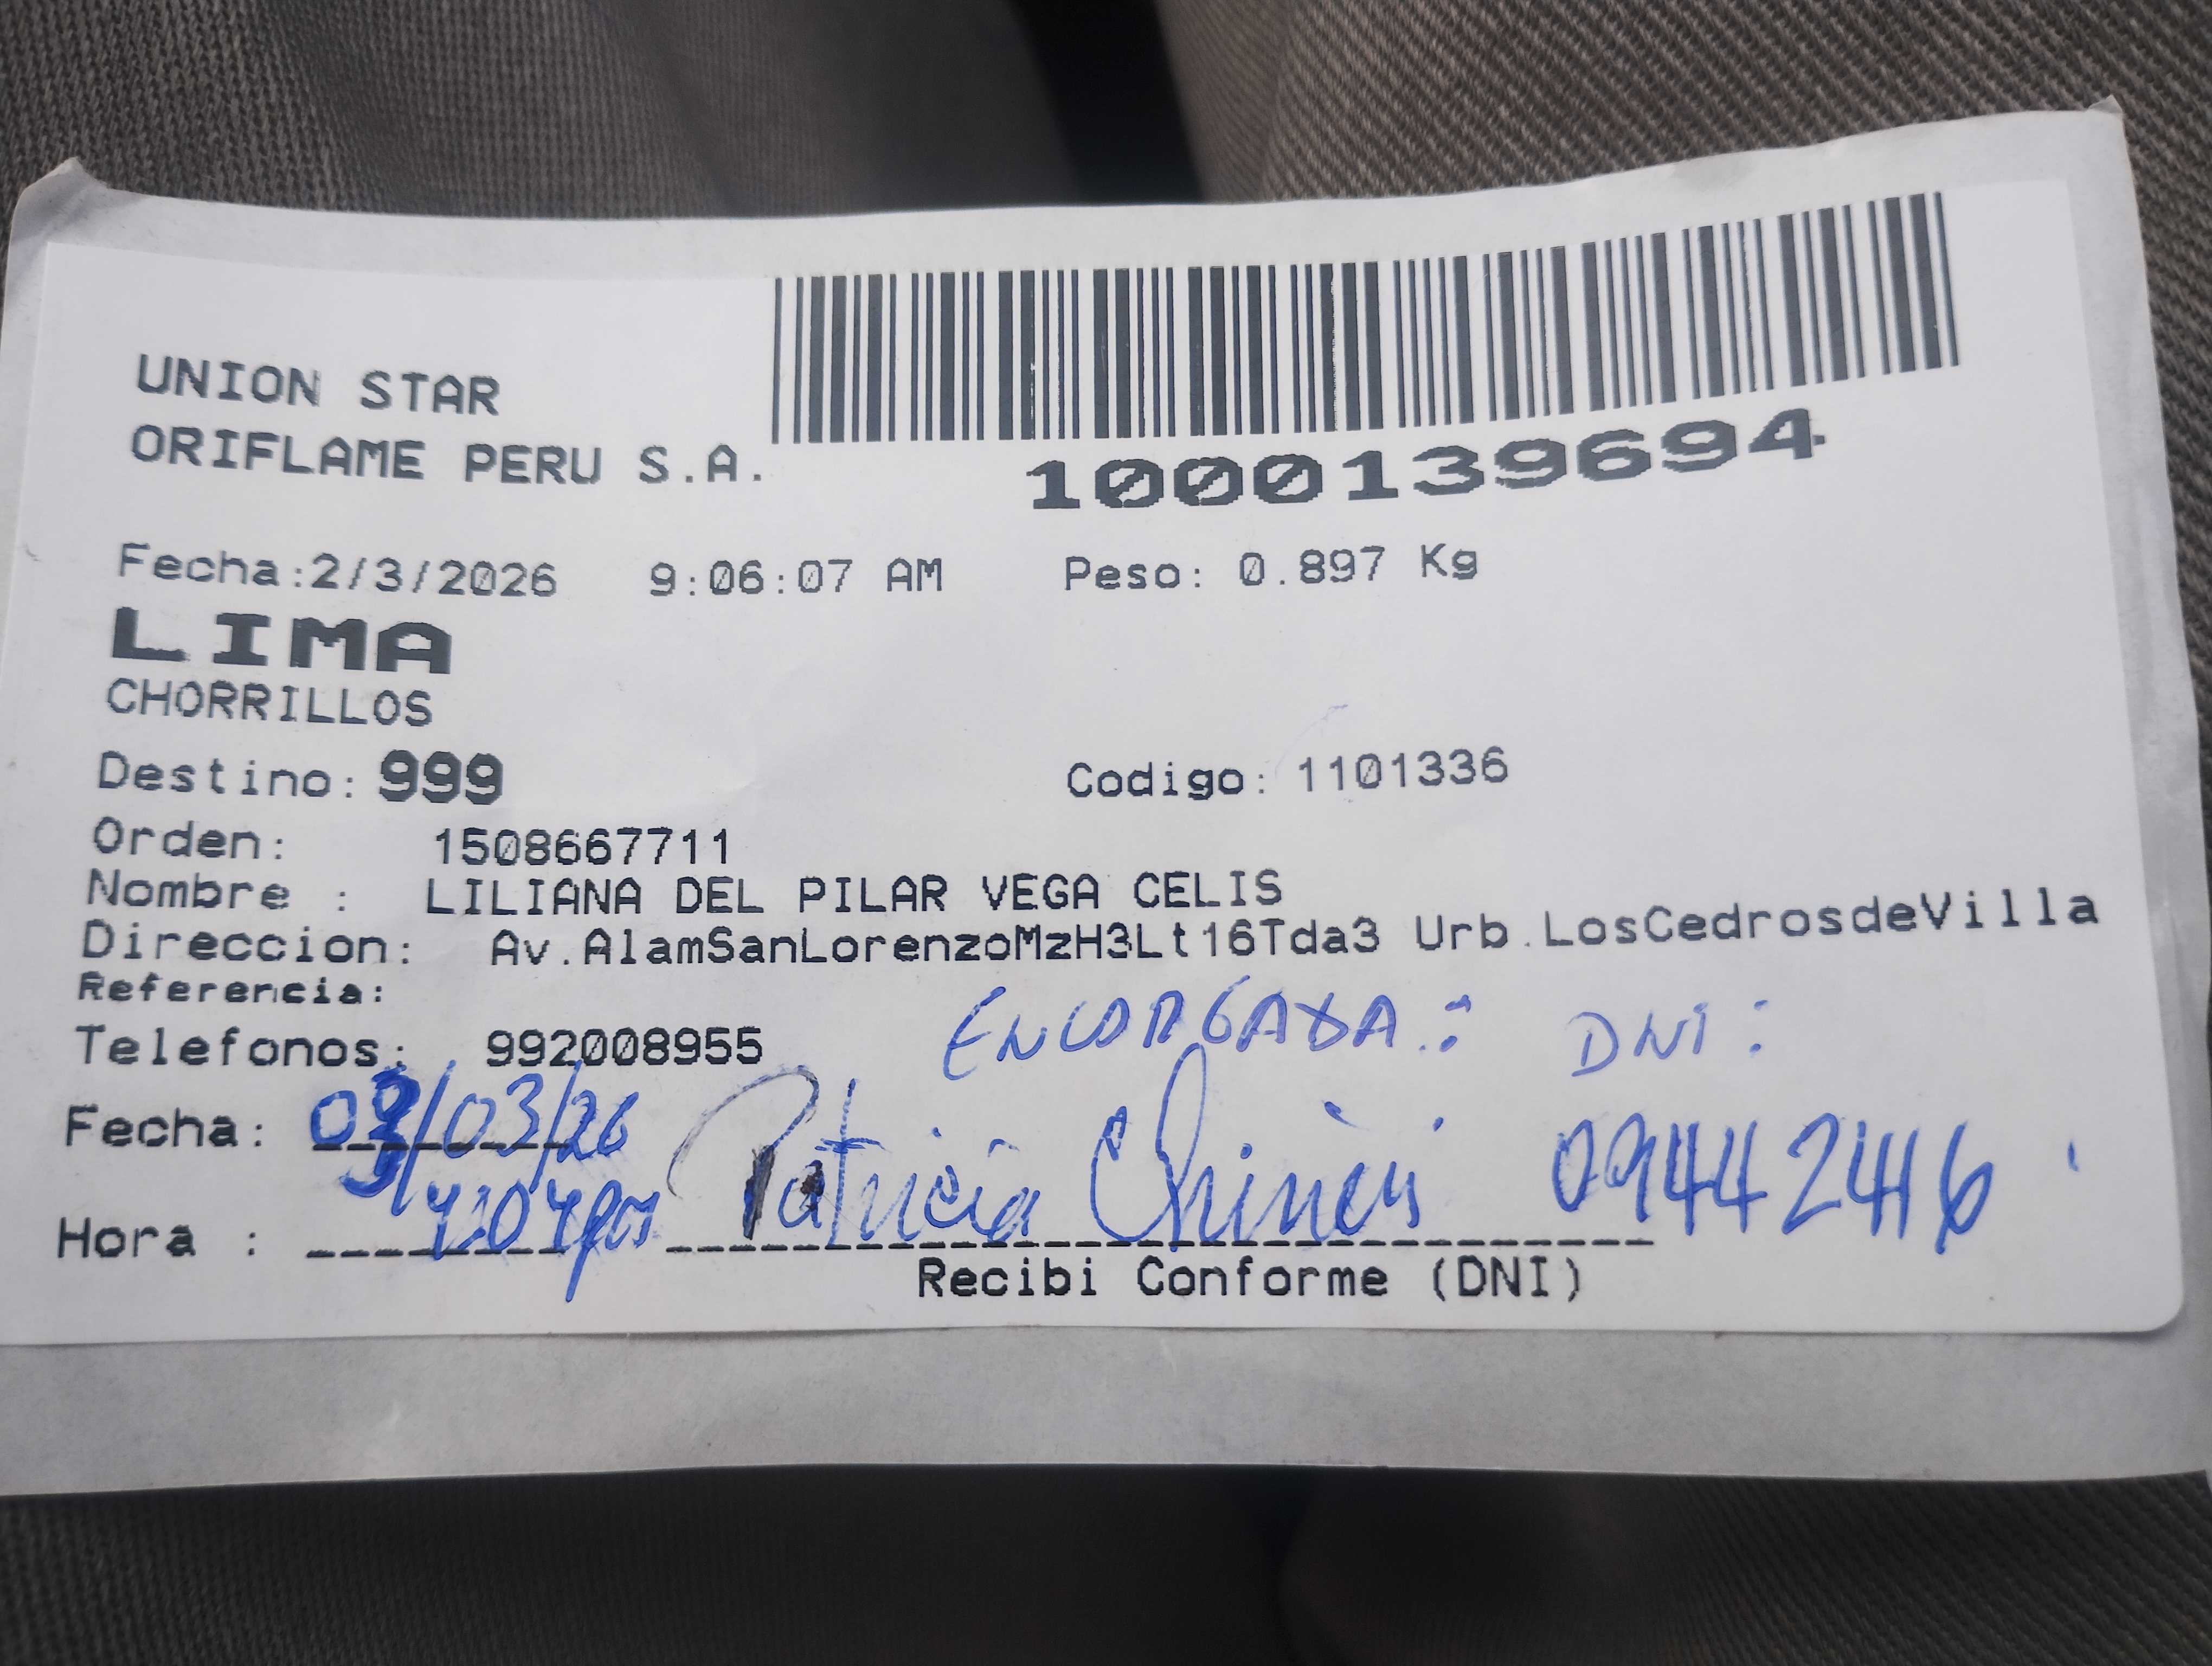 UNION STAR
ORIFLAME PERU S.A.
1000139694
Fecha:2/3/2026 9:06:07 AM Peso: 0.897 Kg
LIMA
CHORRILLOS
Destino: 999 Codigo: 1101336
Orden: 1508667711
Nombre : LILIANA DEL PILAR VEGA CELIS
Direccion: Av.AlamSanLorenzoMzH3Lt16Tda3 Urb.LosCedrosdeVilla
Referencia:
Telefonos: 992008955 ENCARGADA.: DNI:
Fecha: /03/26 Patricia 09442416
Hora :
Recibi Conforme (DNI)